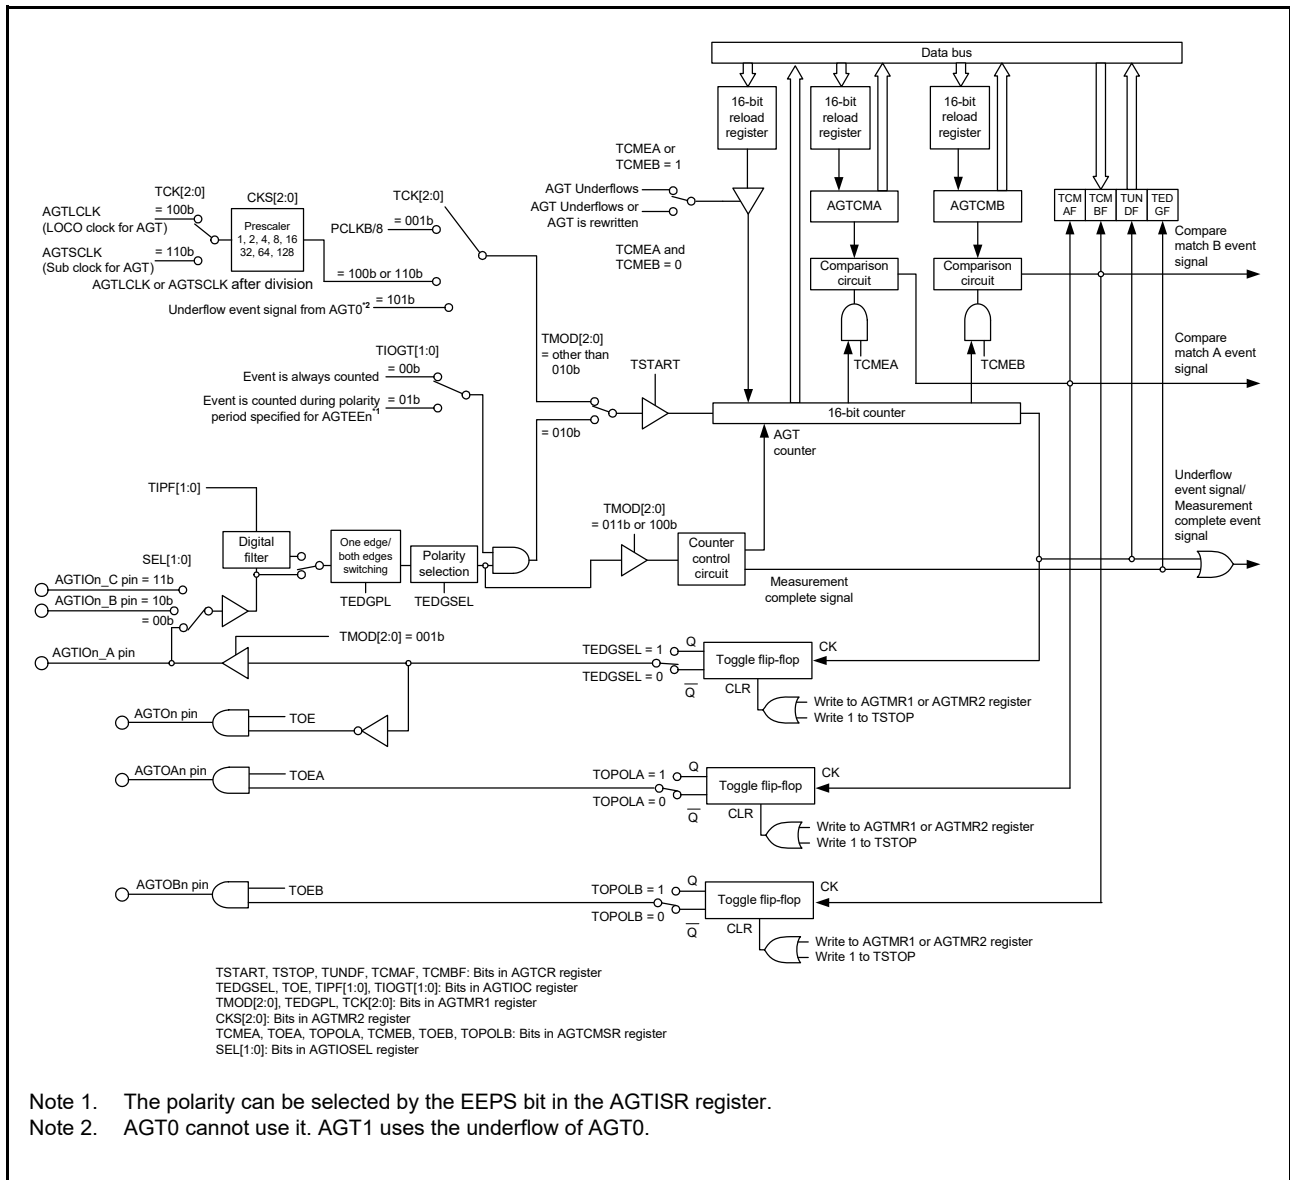 Data bus
16-bit
reload
register
16-bit
reload
register
16-bit
reload
register
TCMEA or
TCMEB = 1
AGT Underflows
AGT Underflows or
AGT is rewritten
TCMEA and
TCMEB = 0
TCK[2:0]
CKS[2:0]
TCK[2:0]
AGTLCLK
(LOCO clock for AGT)
= 100b
Prescaler
1, 2, 4, 8, 16
32, 64, 128
PCLKB/8
= 001b
AGTSCLK
(Sub clock for AGT)
= 110b
= 100b or 110b
AGTLCLK or AGTSCLK after division
Underflow event signal from AGT0*2
= 101b
AGTCMA
AGTCMB
TCM
AF
TCM
BF
TUN
DF
TED
GF
Compare
match B event
signal
Comparison
circuit
Comparison
circuit
TMOD[2:0]
= other than
010b
TIOGT[1:0]
= 00b
Event is always counted
Event is counted during polarity
period specified for AGTEEn*1
= 01b
= 010b
TSTART
TCMEA
TCMEB
Compare
match A event
signal
16-bit counter
AGT
counter
TIPF[1:0]
TMOD[2:0]
= 011b or 100b
Underflow
event signal/
Measurement
complete event
signal
Digital
filter
One edge/
both edges
switching
Polarity
selection
Counter
control
circuit
SEL[1:0]
AGTIOn_C pin = 11b
AGTIOn_B pin = 10b
= 00b
TEDGPL
TEDGSEL
Measurement
complete signal
TMOD[2:0] = 001b
AGTIOn_A pin
TEDGSEL = 1
TEDGSEL = 0
Q
Q
Toggle flip-flop
CK
CLR
Write to AGTMR1 or AGTMR2 register
Write 1 to TSTOP
AGTOn pin
TOE
AGTOAn pin
TOEA
TOPOLA = 1
TOPOLA = 0
Q
Q
Toggle flip-flop
CK
CLR
Write to AGTMR1 or AGTMR2 register
Write 1 to TSTOP
AGTOBn pin
TOEB
TOPOLB = 1
TOPOLB = 0
Q
Q
Toggle flip-flop
CK
CLR
Write to AGTMR1 or AGTMR2 register
Write 1 to TSTOP
TSTART, TSTOP, TUNDF, TCMAF, TCMBF: Bits in AGTCR register
TEDGSEL, TOE, TIPF[1:0], TIOGT[1:0]: Bits in AGTIOC register
TMOD[2:0], TEDGPL, TCK[2:0]: Bits in AGTMR1 register
CKS[2:0]: Bits in AGTMR2 register
TCMEA, TOEA, TOPOLA, TCMEB, TOEB, TOPOLB: Bits in AGTCMSR register
SEL[1:0]: Bits in AGTIOSEL register
Note 1. The polarity can be selected by the EEPS bit in the AGTISR register.
Note 2. AGT0 cannot use it. AGT1 uses the underflow of AGT0.